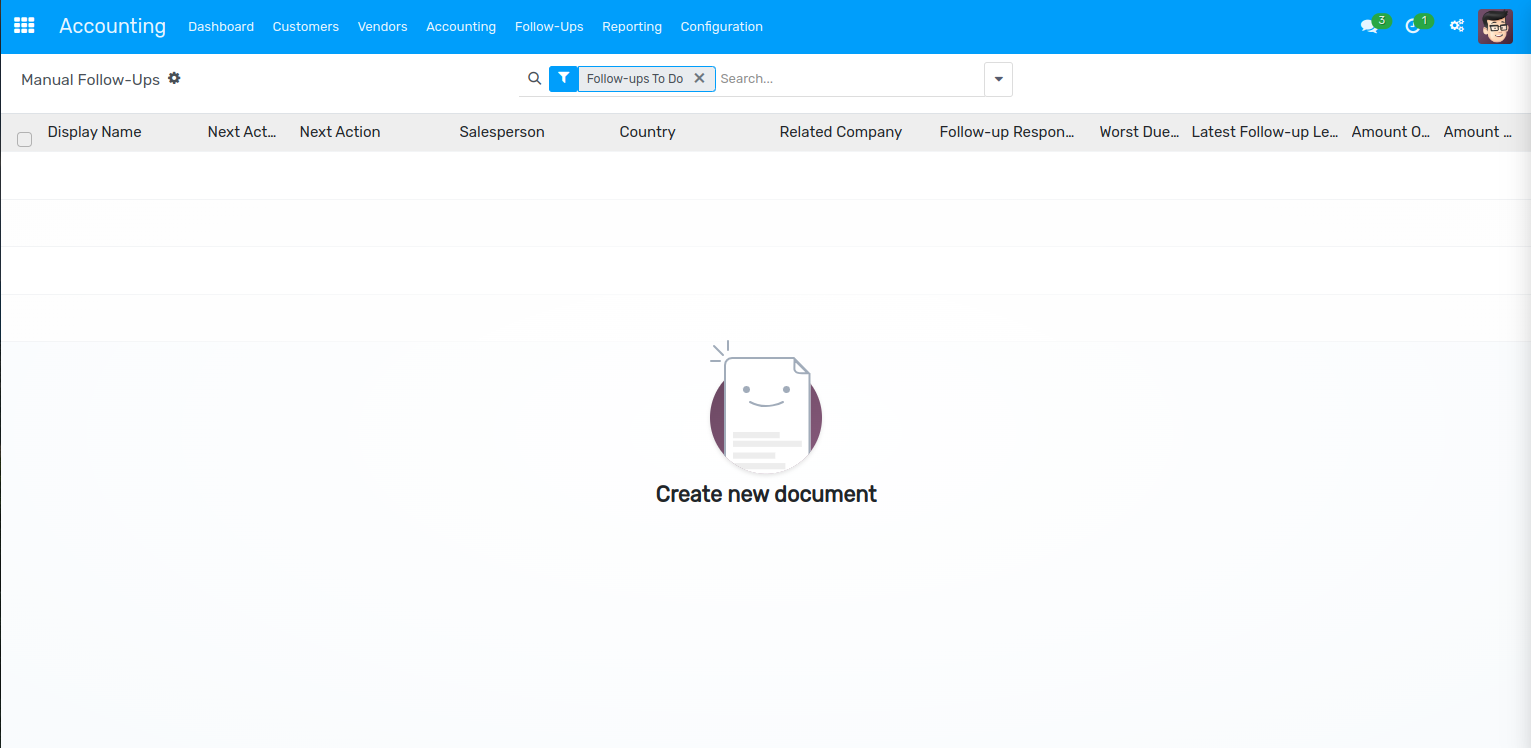 Accounting Dashboard Customers Vendors Accounting Follow-Ups Reporting Configuration 3 1
Manual Follow-Ups Follow-ups To Do Search...
Display Name Next Act... Next Action Salesperson Country Related Company Follow-up Respon... Worst Due... Latest Follow-up Le... Amount O... Amount ...
Create new document